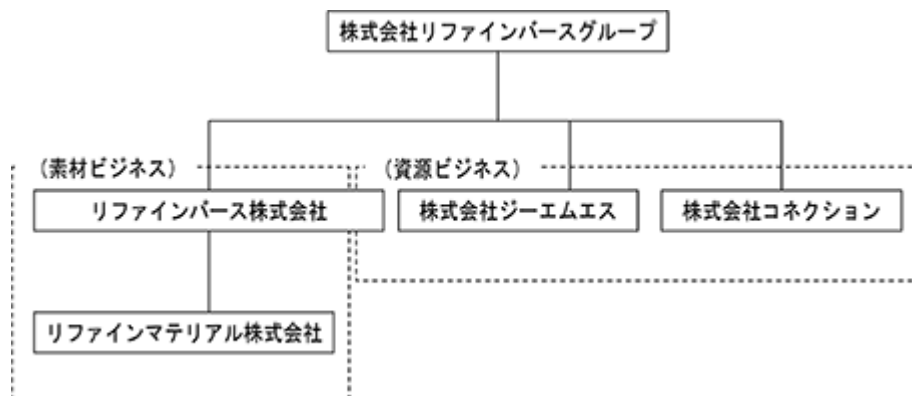 株式会社リファインバースグループ
(素材ビジネス)
(資源ビジネス)
リファインバース株式会社
株式会社ジーエムエス
株式会社コネクション
リファインマテリアル株式会社